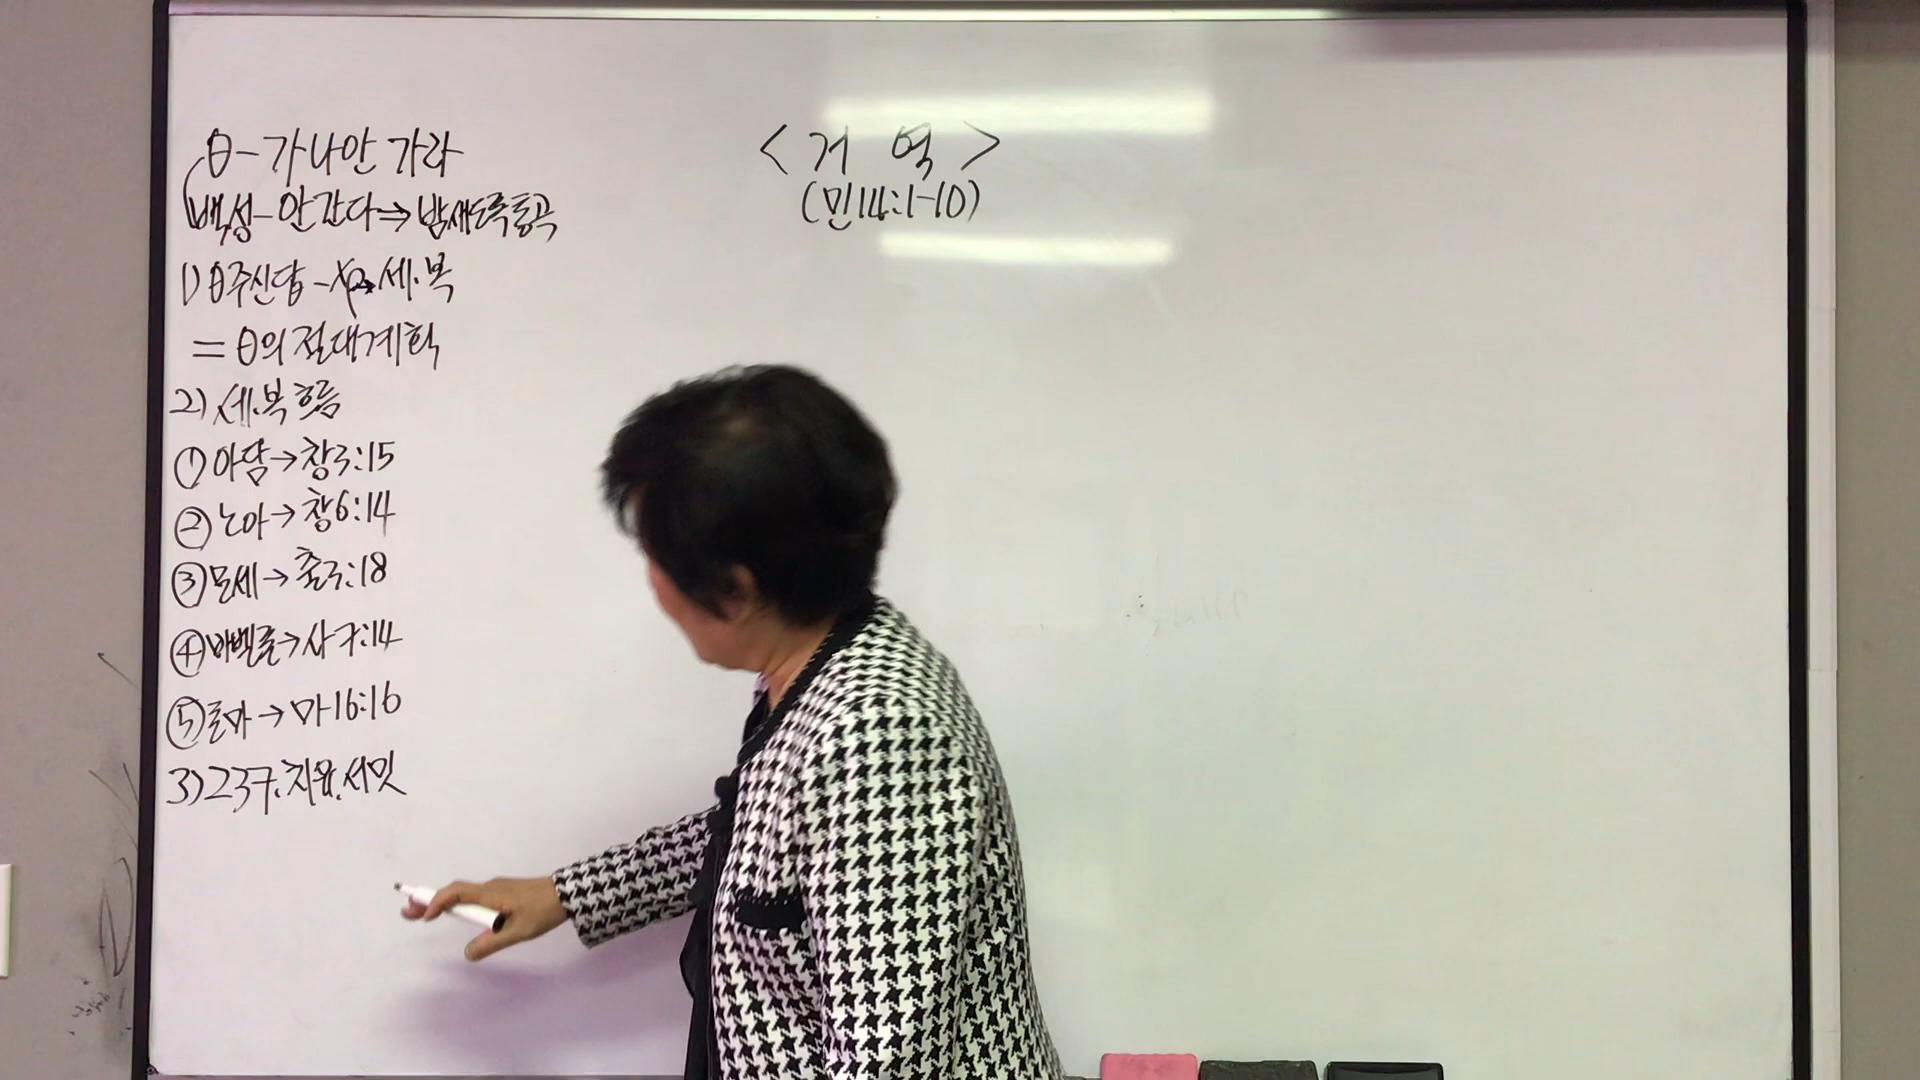 <거 역>
(민14:1-10)
θ-가나안 가라
백성-안간다⇒밤새도록통곡
1) θ주신땅- 세.복
=θ의 절대계획
2) 세.복 흐름
① 아담→창3:15
② 노아→창6:14
③ 모세→출3:18
④ 바벨론→사7:14
⑤ 로마→마16:16
3) 237.치유.서밋